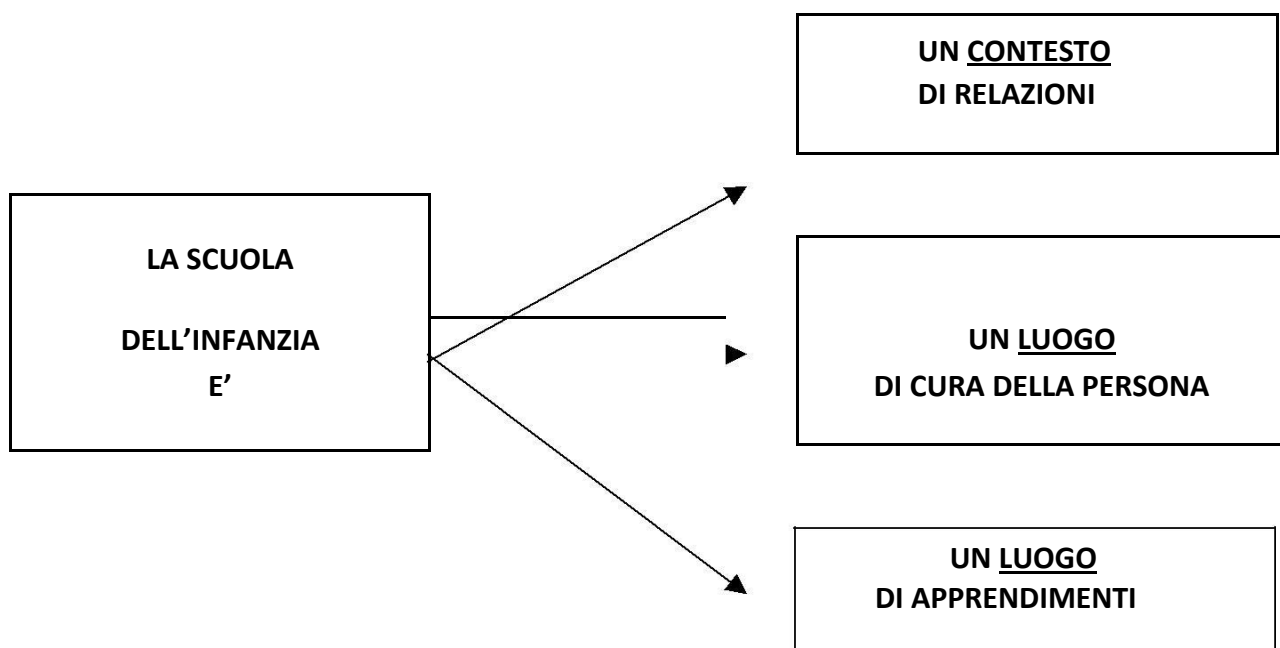 LA SCUOLA
DELL’INFANZIA
E’
UN CONTESTO
DI RELAZIONI
UN LUOGO
DI CURA DELLA PERSONA
UN LUOGO
DI APPRENDIMENTI